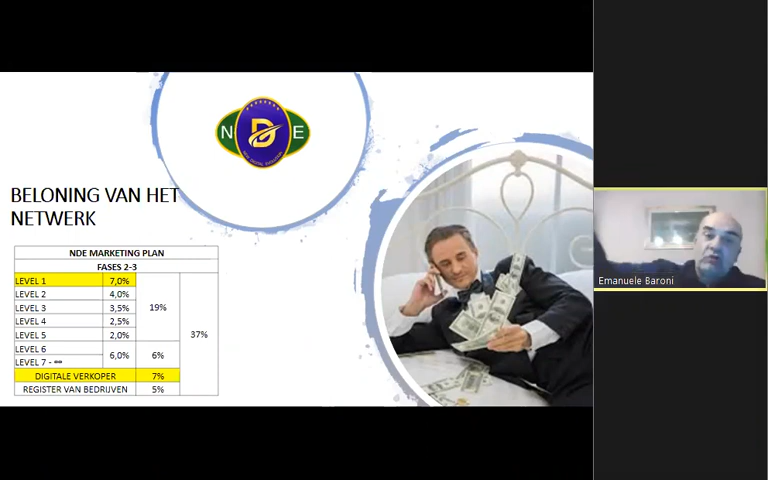 N D E
BELONING VAN HET
NETWERK
NDE MARKETING PLAN
FASES 2-3
LEVEL 1 7,0% 19% 37%
LEVEL 2 4,0%
LEVEL 3 3,5%
LEVEL 4 2,5%
LEVEL 5 2,0%
LEVEL 6 6,0% 6%
LEVEL 7 - ∞
DIGITALE VERKOPER 7%
REGISTER VAN BEDRIJVEN 5%
Emanuele Baroni